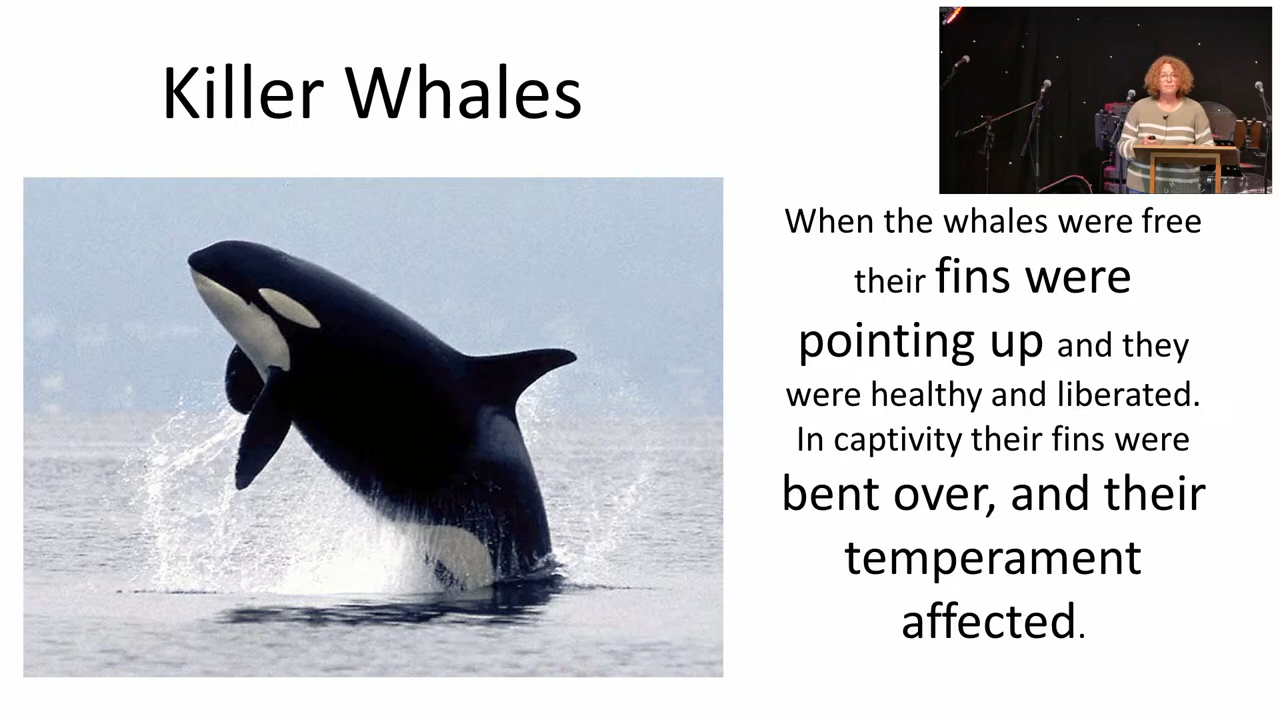 Killer Whales
When the whales were free
their fins were
pointing up and they
were healthy and liberated.
In captivity their fins were
bent over, and their
temperament
affected.